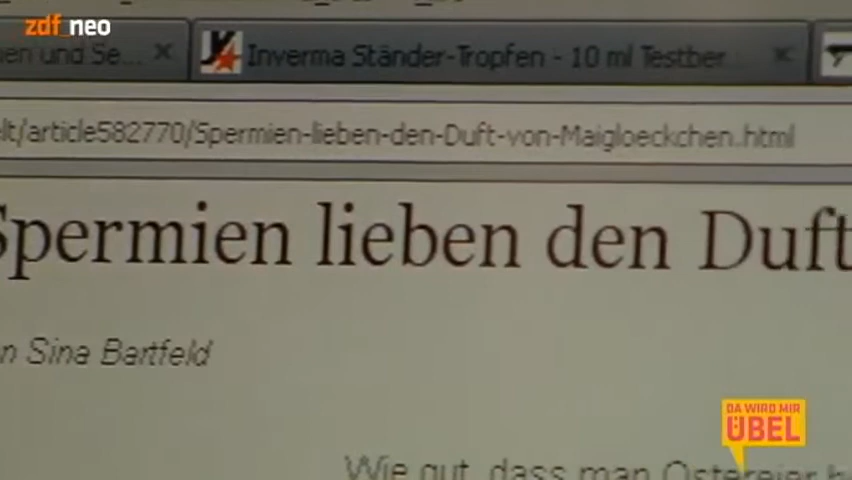 zdf_neo
en und Se...
Inverma Ständer-Tropfen - 10 ml Testber...
lt/article582770/Spermien-lieben-den-Duft-von-Maigloeckchen.html
Spermien lieben den Duft
n Sina Bartfeld
DA WIRD MIR
ÜBEL
Wie gut, dass man Ostereier